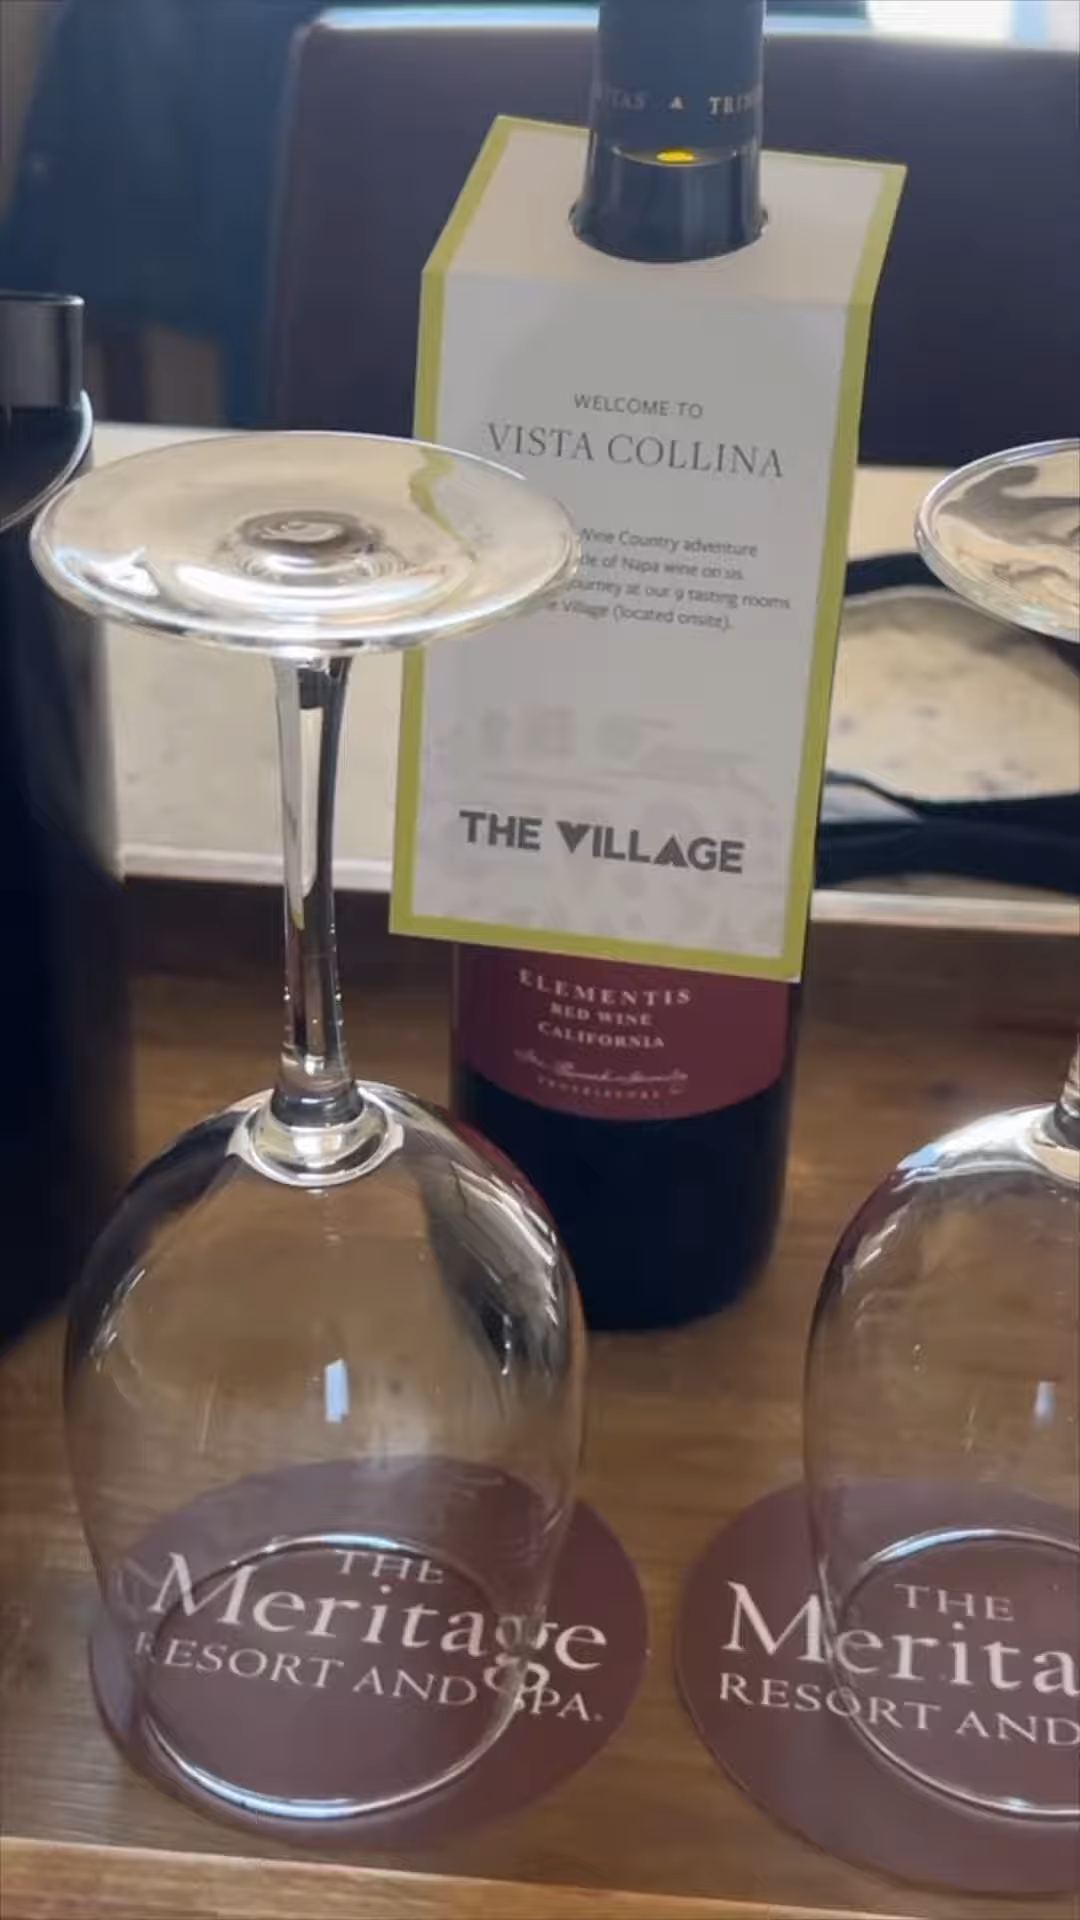 TRIN
WELCOME TO
VISTA COLLINA
Wine Country adventure
of Napa wine on us.
journey at our 9 tasting rooms
Village (located onsite).
THE VILLAGE
ELEMENTIS
RED WINE
CALIFORNIA
THE
Meritage
RESORT AND SPA.
THE
Merita
RESORT AND